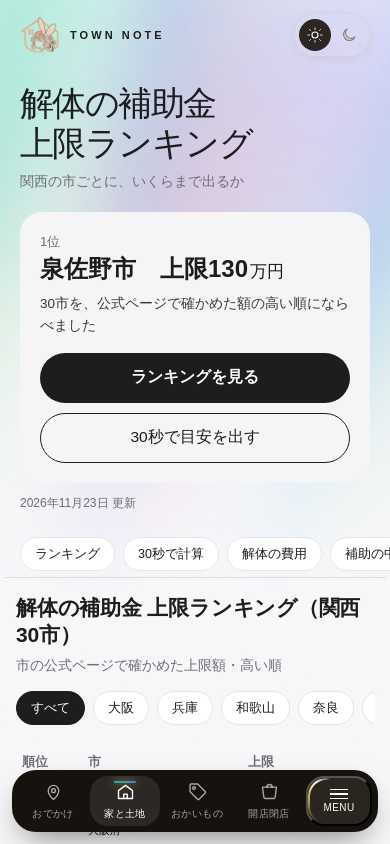 TOWN NOTE
解体の補助金
上限ランキング
関西の市ごとに、いくらまで出るか
1位
泉佐野市　上限130万円
30市を、公式ページで確かめた額の高い順になら
べました
ランキングを見る
30秒で目安を出す
2026年11月23日 更新
ランキング 30秒で計算 解体の費用
解体の補助金 上限ランキング（関西
30市）
市の公式ページで確かめた上限額・高い順
すべて 大阪 兵庫 和歌山 奈良
順位 市 上限
おでかけ 家と土地 おかいもの 開店閉店 MENU